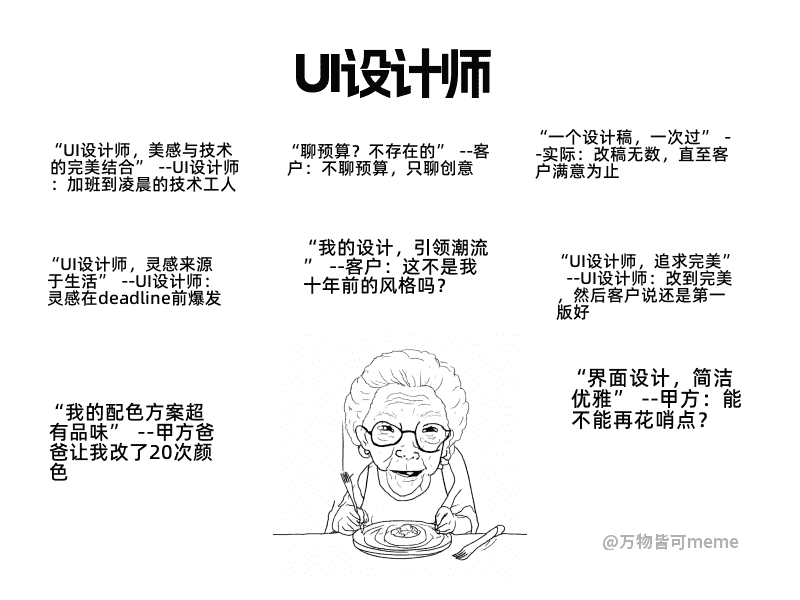 UI设计师
“UI设计师，美感与技术
的完美结合” --UI设计师
：加班到凌晨的技术工人
“聊预算？不存在的” --客
户：不聊预算，只聊创意
“一个设计稿，一次过” -
-实际：改稿无数，直至客
户满意为止
“UI设计师，灵感来源
于生活” --UI设计师：
灵感在deadline前爆发
“我的设计，引领潮流
” --客户：这不是我
十年前的风格吗？
“UI设计师，追求完美”
--UI设计师：改到完美
，然后客户说还是第一
版好
“我的配色方案超
有品味” --甲方爸
爸让我改了20次颜
色
“界面设计，简洁
优雅” --甲方：能
不能再花哨点？
@万物皆可meme